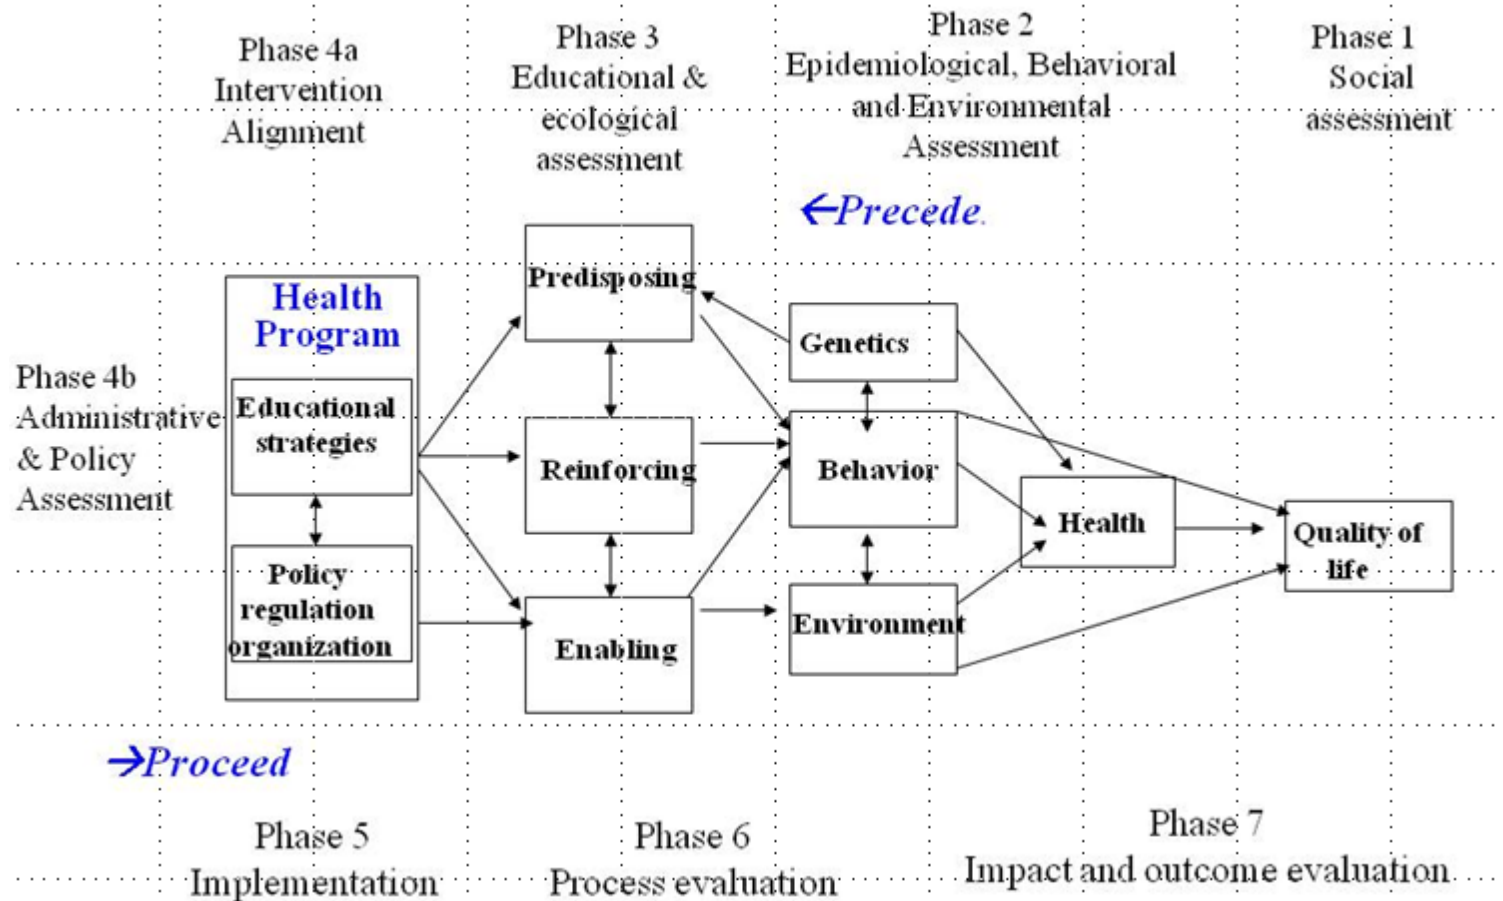 Phase 4a
Intervention
Alignment
Phase 3
Educational &
ecological
assessment
Phase 2
Epidemiological, Behavioral
and Environmental
Assessment
Phase 1
Social
assessment
←Precede.
Health
Program
Educational
strategies
Policy
regulation
organization
Phase 4b
Administrative
& Policy
Assessment
Predisposing
Reinforcing
Enabling
Genetics
Behavior
Environment
Health
Quality of
life
→Proceed
Phase 5
Implementation
Phase 6
Process evaluation
Phase 7
Impact and outcome evaluation